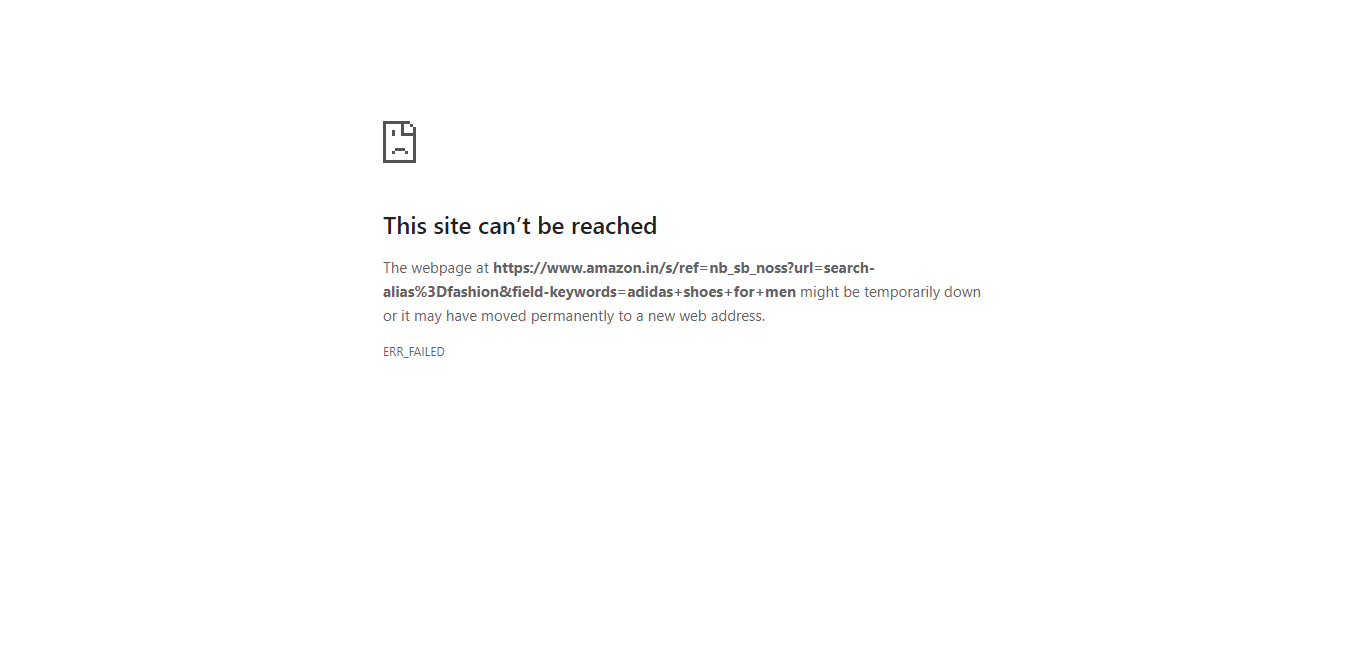 This site can’t be reached
The webpage at https://www.amazon.in/s/ref=nb_sb_noss?url=search-
alias%3Dfashion&field-keywords=adidas+shoes+for+men might be temporarily down
or it may have moved permanently to a new web address.
ERR_FAILED